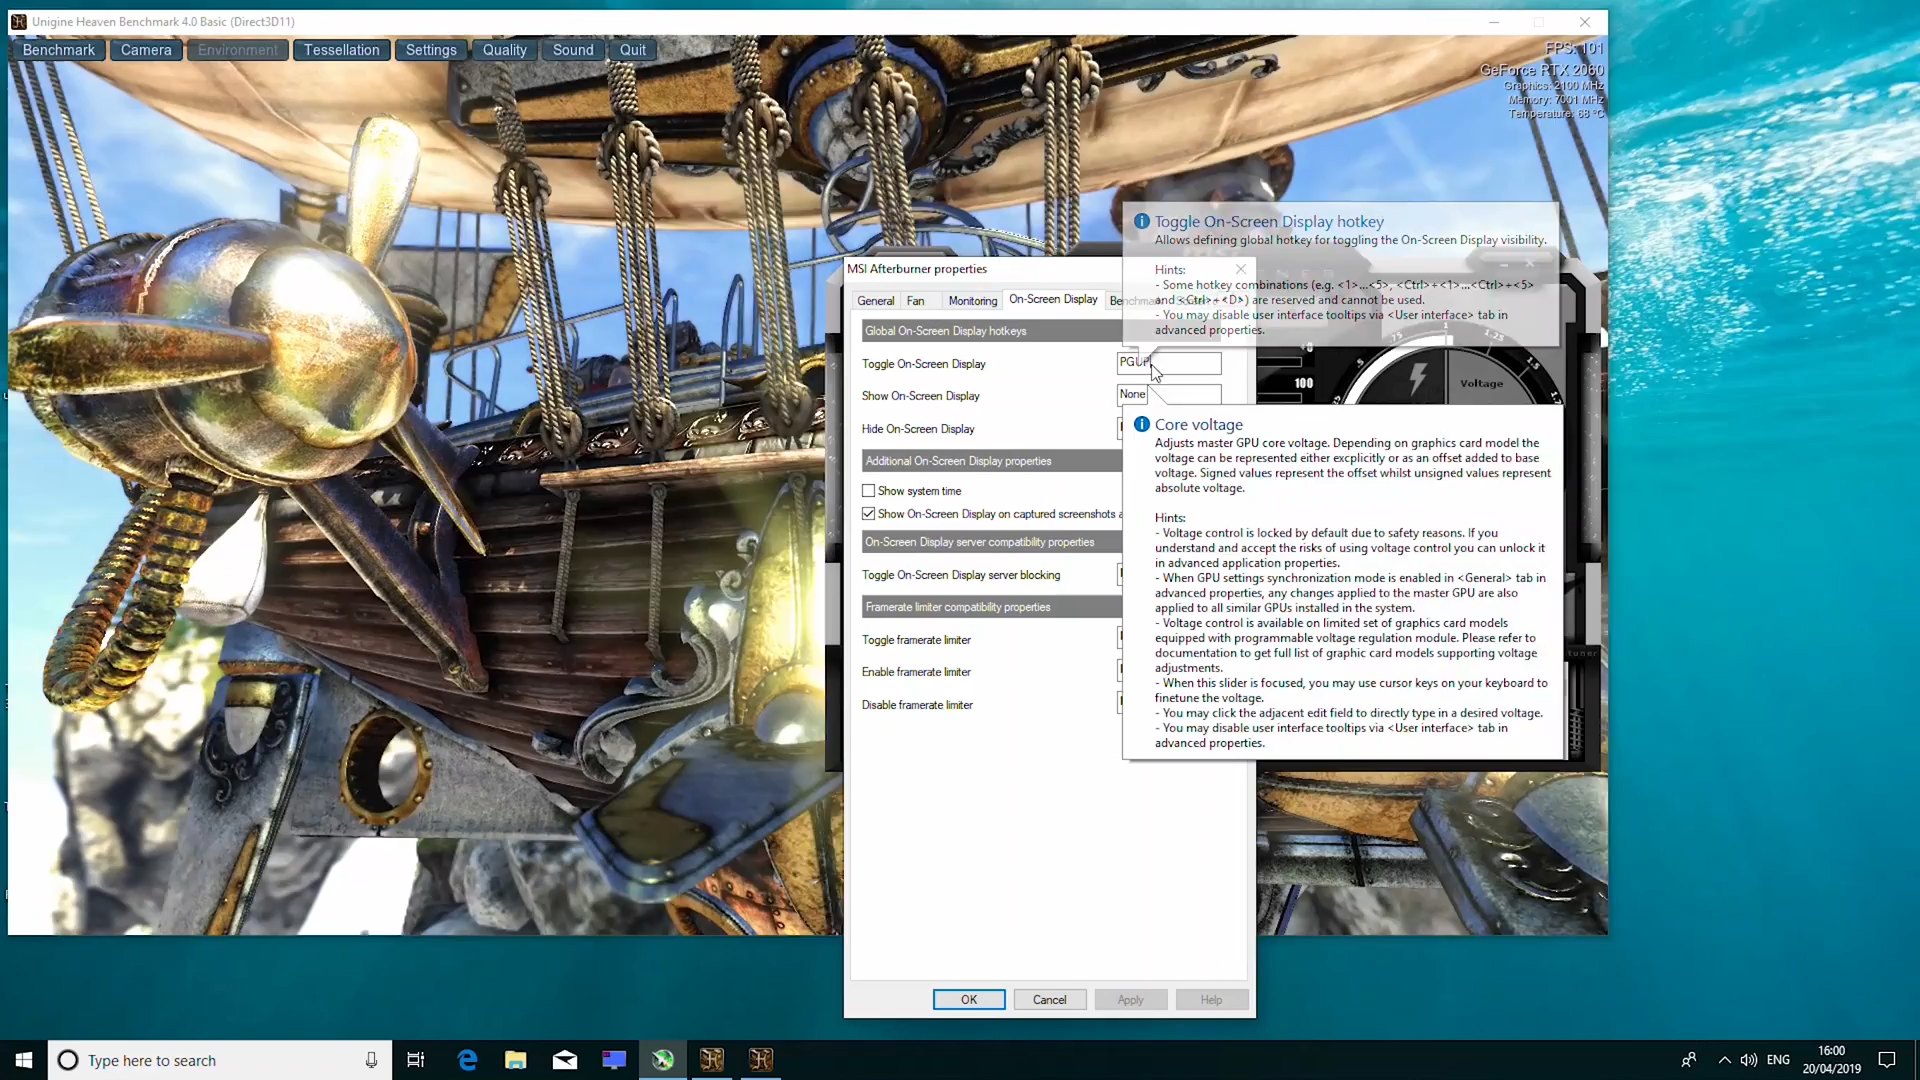 Unigine Heaven Benchmark 4.0 Basic (Direct3D11)
Benchmark
Camera
Environment
Tessellation
Settings
Quality
Sound
Quit
FPS: 101
GeForce RTX 2060
Graphics: 2100 MHz
Memory: 7001 MHz
Temperature: 68 °C
Toggle On-Screen Display hotkey
Allows defining global hotkey for toggling the On-Screen Display visibility.
Hints:
- Some hotkey combinations (e.g. <1>...<5>, <Ctrl>+<1>...<Ctrl>+<5>
and <Ctrl>+<D>) are reserved and cannot be used.
- You may disable user interface tooltips via <User interface> tab in
advanced properties.
MSI Afterburner properties
General
Fan
Monitoring
On-Screen Display
Global On-Screen Display hotkeys
Toggle On-Screen Display
PGUP
Show On-Screen Display
None
Hide On-Screen Display
Additional On-Screen Display properties
Show system time
Show On-Screen Display on captured screenshots
On-Screen Display server compatibility properties
Toggle On-Screen Display server blocking
Framerate limiter compatibility properties
Toggle framerate limiter
Enable framerate limiter
Disable framerate limiter
OK
Cancel
Apply
Help
.75
1
1.25
100
Voltage
Core voltage
Adjusts master GPU core voltage. Depending on graphics card model the
voltage can be represented either excplicitly or as an offset added to base
voltage. Signed values represent the offset whilst unsigned values represent
absolute voltage.
Hints:
- Voltage control is locked by default due to safety reasons. If you
understand and accept the risks of using voltage control you can unlock it
in advanced application properties.
- When GPU settings synchronization mode is enabled in <General> tab in
advanced properties, any changes applied to the master GPU are also
applied to all similar GPUs installed in the system.
- Voltage control is available on limited set of graphics card models
equipped with programmable voltage regulation module. Please refer to
documentation to get full list of graphic card models supporting voltage
adjustments.
- When this slider is focused, you may use cursor keys on your keyboard to
finetune the voltage.
- You may click the adjacent edit field to directly type in a desired voltage.
- You may disable user interface tooltips via <User interface> tab in
advanced properties.
Type here to search
ENG
16:00
20/04/2019